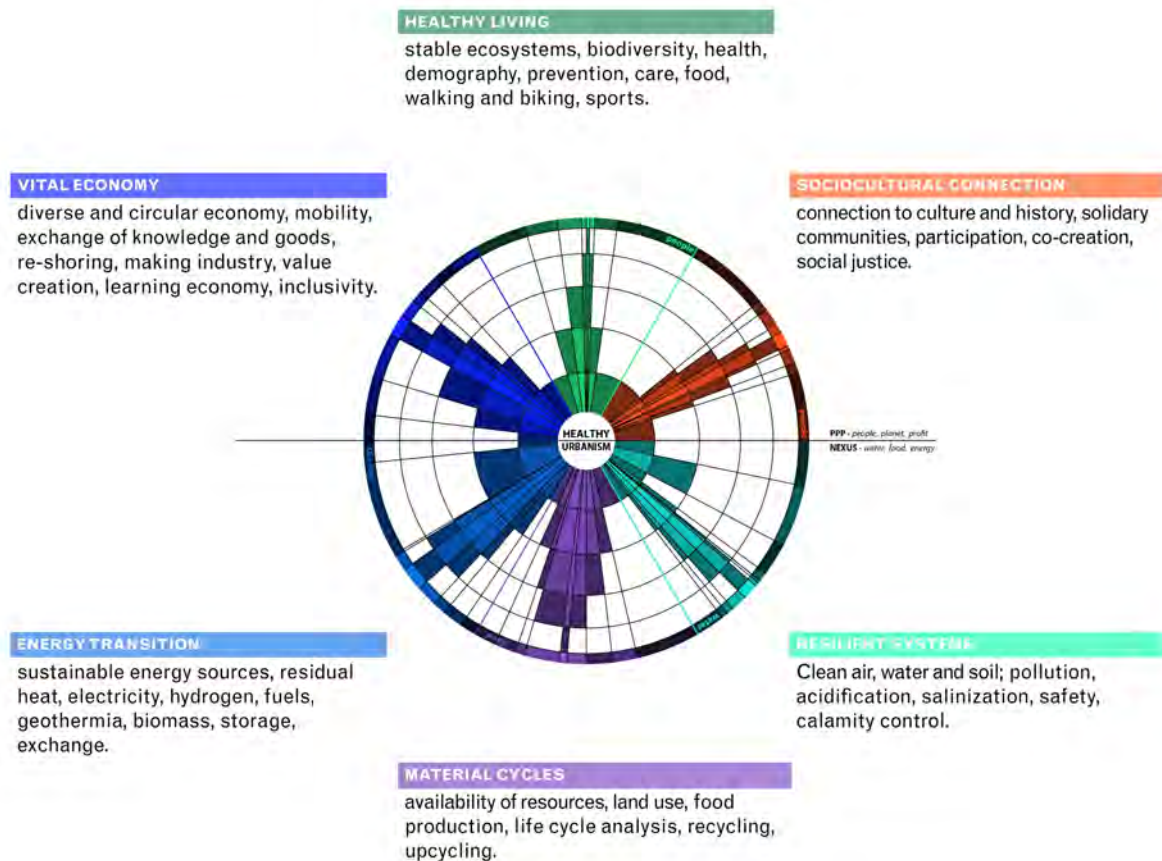 HEALTHY LIVING
stable ecosystems, biodiversity, health,
demography, prevention, care, food,
walking and biking, sports.
VITAL ECONOMY
diverse and circular economy, mobility,
exchange of knowledge and goods,
re-shoring, making industry, value
creation, learning economy, inclusivity.
SOCIOCULTURAL CONNECTION
connection to culture and history, solidary
communities, participation, co-creation,
social justice.
people
HEALTHY
URBANISM
PPP - people, planet, profit
NEXUS - water, food, energy
water
ENERGY TRANSITION
sustainable energy sources, residual
heat, electricity, hydrogen, fuels,
geothermia, biomass, storage,
exchange.
RESILIENT SYSTEMS
Clean air, water and soil; pollution,
acidification, salinization, safety,
calamity control.
MATERIAL CYCLES
availability of resources, land use, food
production, life cycle analysis, recycling,
upcycling.